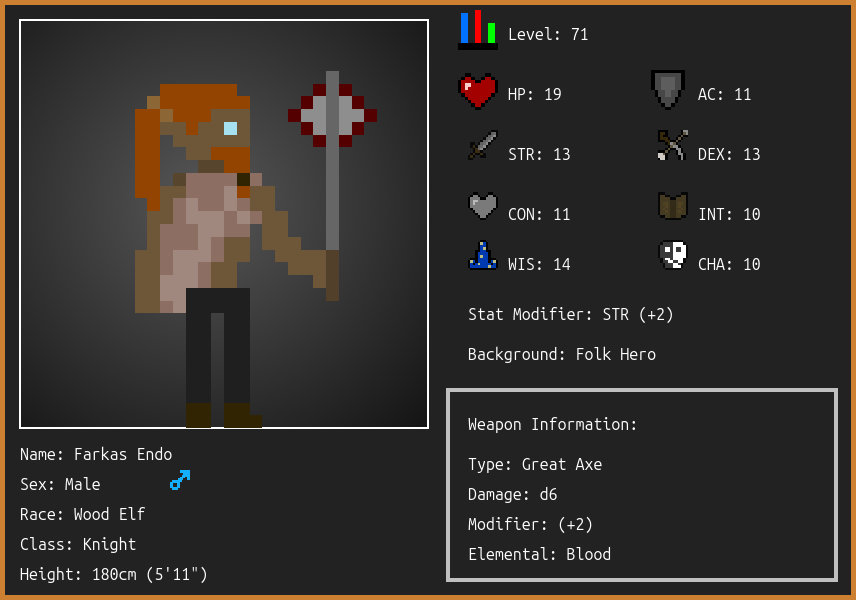 Level: 71
HP: 19
AC: 11
STR: 13
DEX: 13
CON: 11
INT: 10
WIS: 14
CHA: 10
Stat Modifier: STR (+2)
Background: Folk Hero
Weapon Information:
Type: Great Axe
Damage: d6
Modifier: (+2)
Elemental: Blood
Name: Farkas Endo
Sex: Male
Race: Wood Elf
Class: Knight
Height: 180cm (5'11")